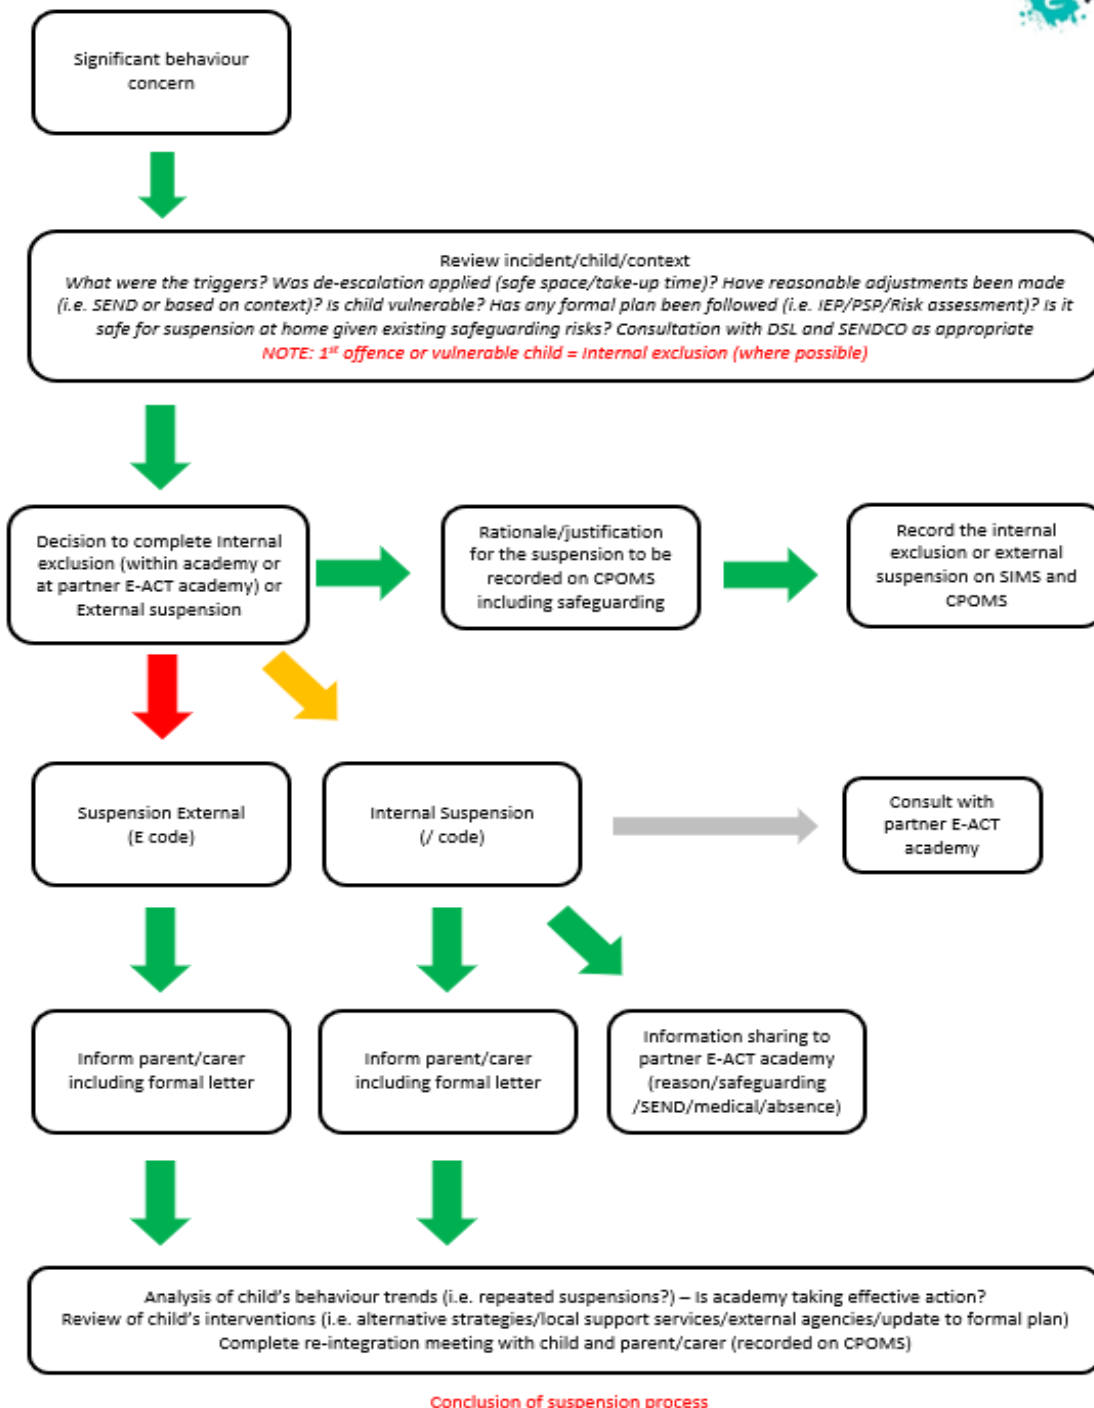 Significant behaviour
concern
Review incident/child/context
What were the triggers? Was de-escalation applied (safe space/take-up time)? Have reasonable adjustments been made
(i.e. SEND or based on context)? Is child vulnerable? Has any formal plan been followed (i.e. IEP/PSP/Risk assessment)? Is it
safe for suspension at home given existing safeguarding risks? Consultation with DSL and SENDCO as appropriate
NOTE: 1st offence or vulnerable child = Internal exclusion (where possible)
Decision to complete Internal
exclusion (within academy or
at partner E-ACT academy) or
External suspension
Rationale/justification
for the suspension to be
recorded on CPOMS
including safeguarding
Record the internal
exclusion or external
suspension on SIMS and
CPOMS
Suspension External
(E code)
Internal Suspension
(/ code)
Consult with
partner E-ACT
academy
Inform parent/carer
including formal letter
Inform parent/carer
including formal letter
Information sharing to
partner E-ACT academy
(reason/safeguarding
/SEND/medical/absence)
Analysis of child's behaviour trends (i.e. repeated suspensions?) – Is academy taking effective action?
Review of child's interventions (i.e. alternative strategies/local support services/external agencies/update to formal plan)
Complete re-integration meeting with child and parent/carer (recorded on CPOMS)
Conclusion of suspension process